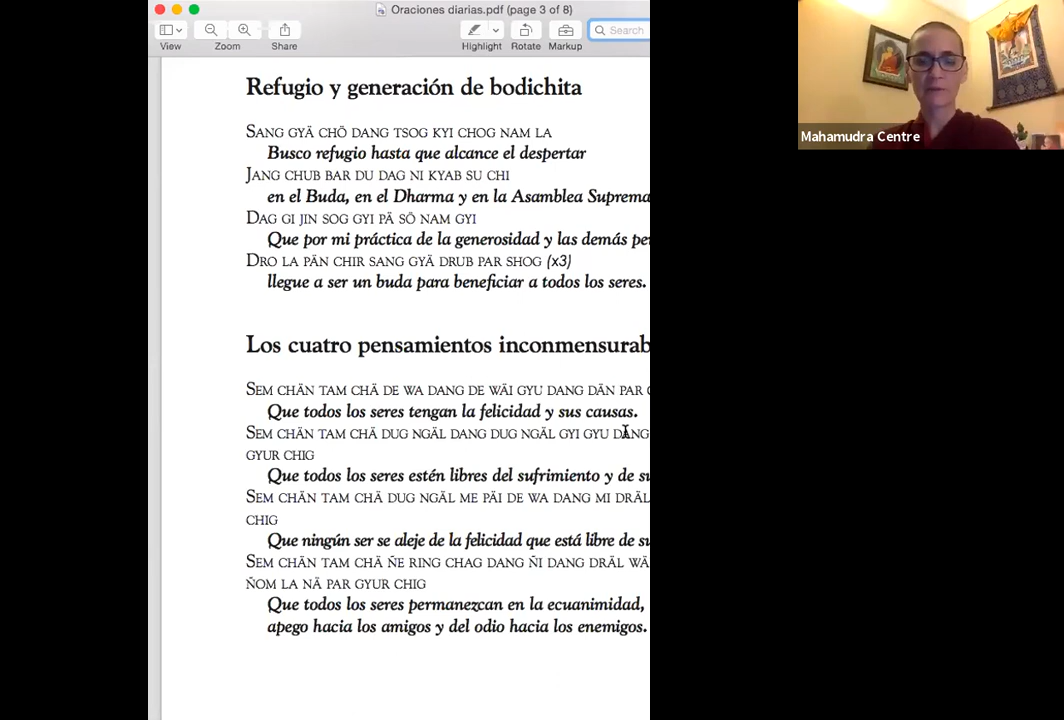 Oraciones diarias.pdf (page 3 of 8)
View Zoom Share Highlight Rotate Markup Search
Mahamudra Centre
Refugio y generación de bodichita
SANG GYÄ CHÖ DANG TSOG KYI CHOG NAM LA
Busco refugio hasta que alcance el despertar
JANG CHUB BAR DU DAG NI KYAB SU CHI
en el Buda, en el Dharma y en la Asamblea Suprema
DAG GI JIN SOG GYI PÄ SÖ NAM GYI
Que por mi práctica de la generosidad y las demás pe
DRO LA PÄN CHIR SANG GYÄ DRUB PAR SHOG (x3)
llegue a ser un buda para beneficiar a todos los seres.
Los cuatro pensamientos inconmensurab
SEM CHÄN TAM CHÄ DE WA DANG DE WÄI GYU DANG DÄN PAR
Que todos los seres tengan la felicidad y sus causas.
SEM CHÄN TAM CHÄ DUG NGÄL DANG DUG NGÄL GYI GYU DANG
GYUR CHIG
Que todos los seres estén libres del sufrimiento y de su
SEM CHÄN TAM CHÄ DUG NGÄL ME PÄI DE WA DANG MI DRÄL
CHIG
Que ningún ser se aleje de la felicidad que está libre de su
SEM CHÄN TAM CHÄ ÑE RING CHAG DANG ÑI DANG DRÄL WÄ
ÑOM LA NÄ PAR GYUR CHIG
Que todos los seres permanezcan en la ecuanimidad,
apego hacia los amigos y del odio hacia los enemigos.